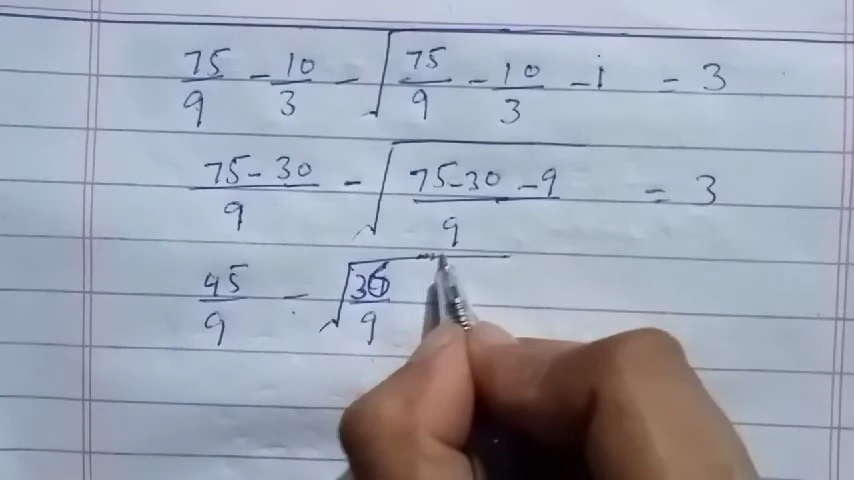 75/9 - 10/3 - √(75/9 - 10/3 - 1) = 3
(75-30)/9 - √((75-30-9)/9) = 3
45/9 - √(36/9)